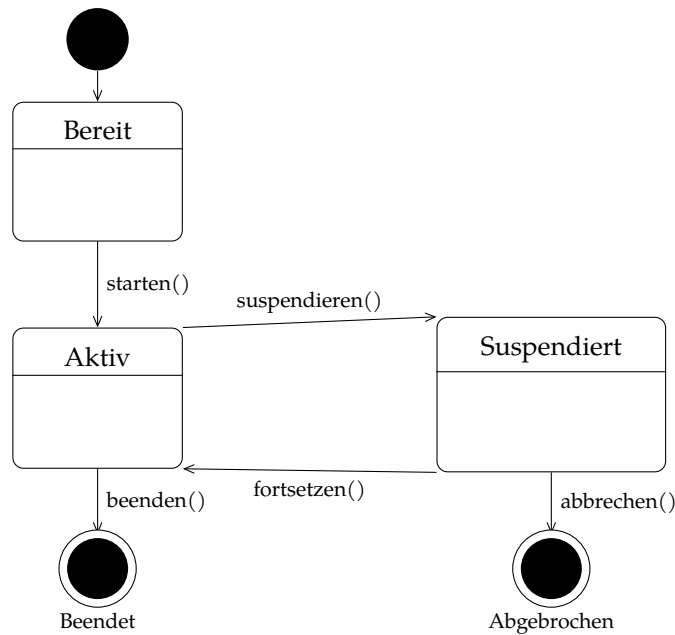 Bereit
starten()
suspendieren()
Aktiv
Suspendiert
fortsetzen()
beenden()
abbrechen()
Beendet
Abgebrochen